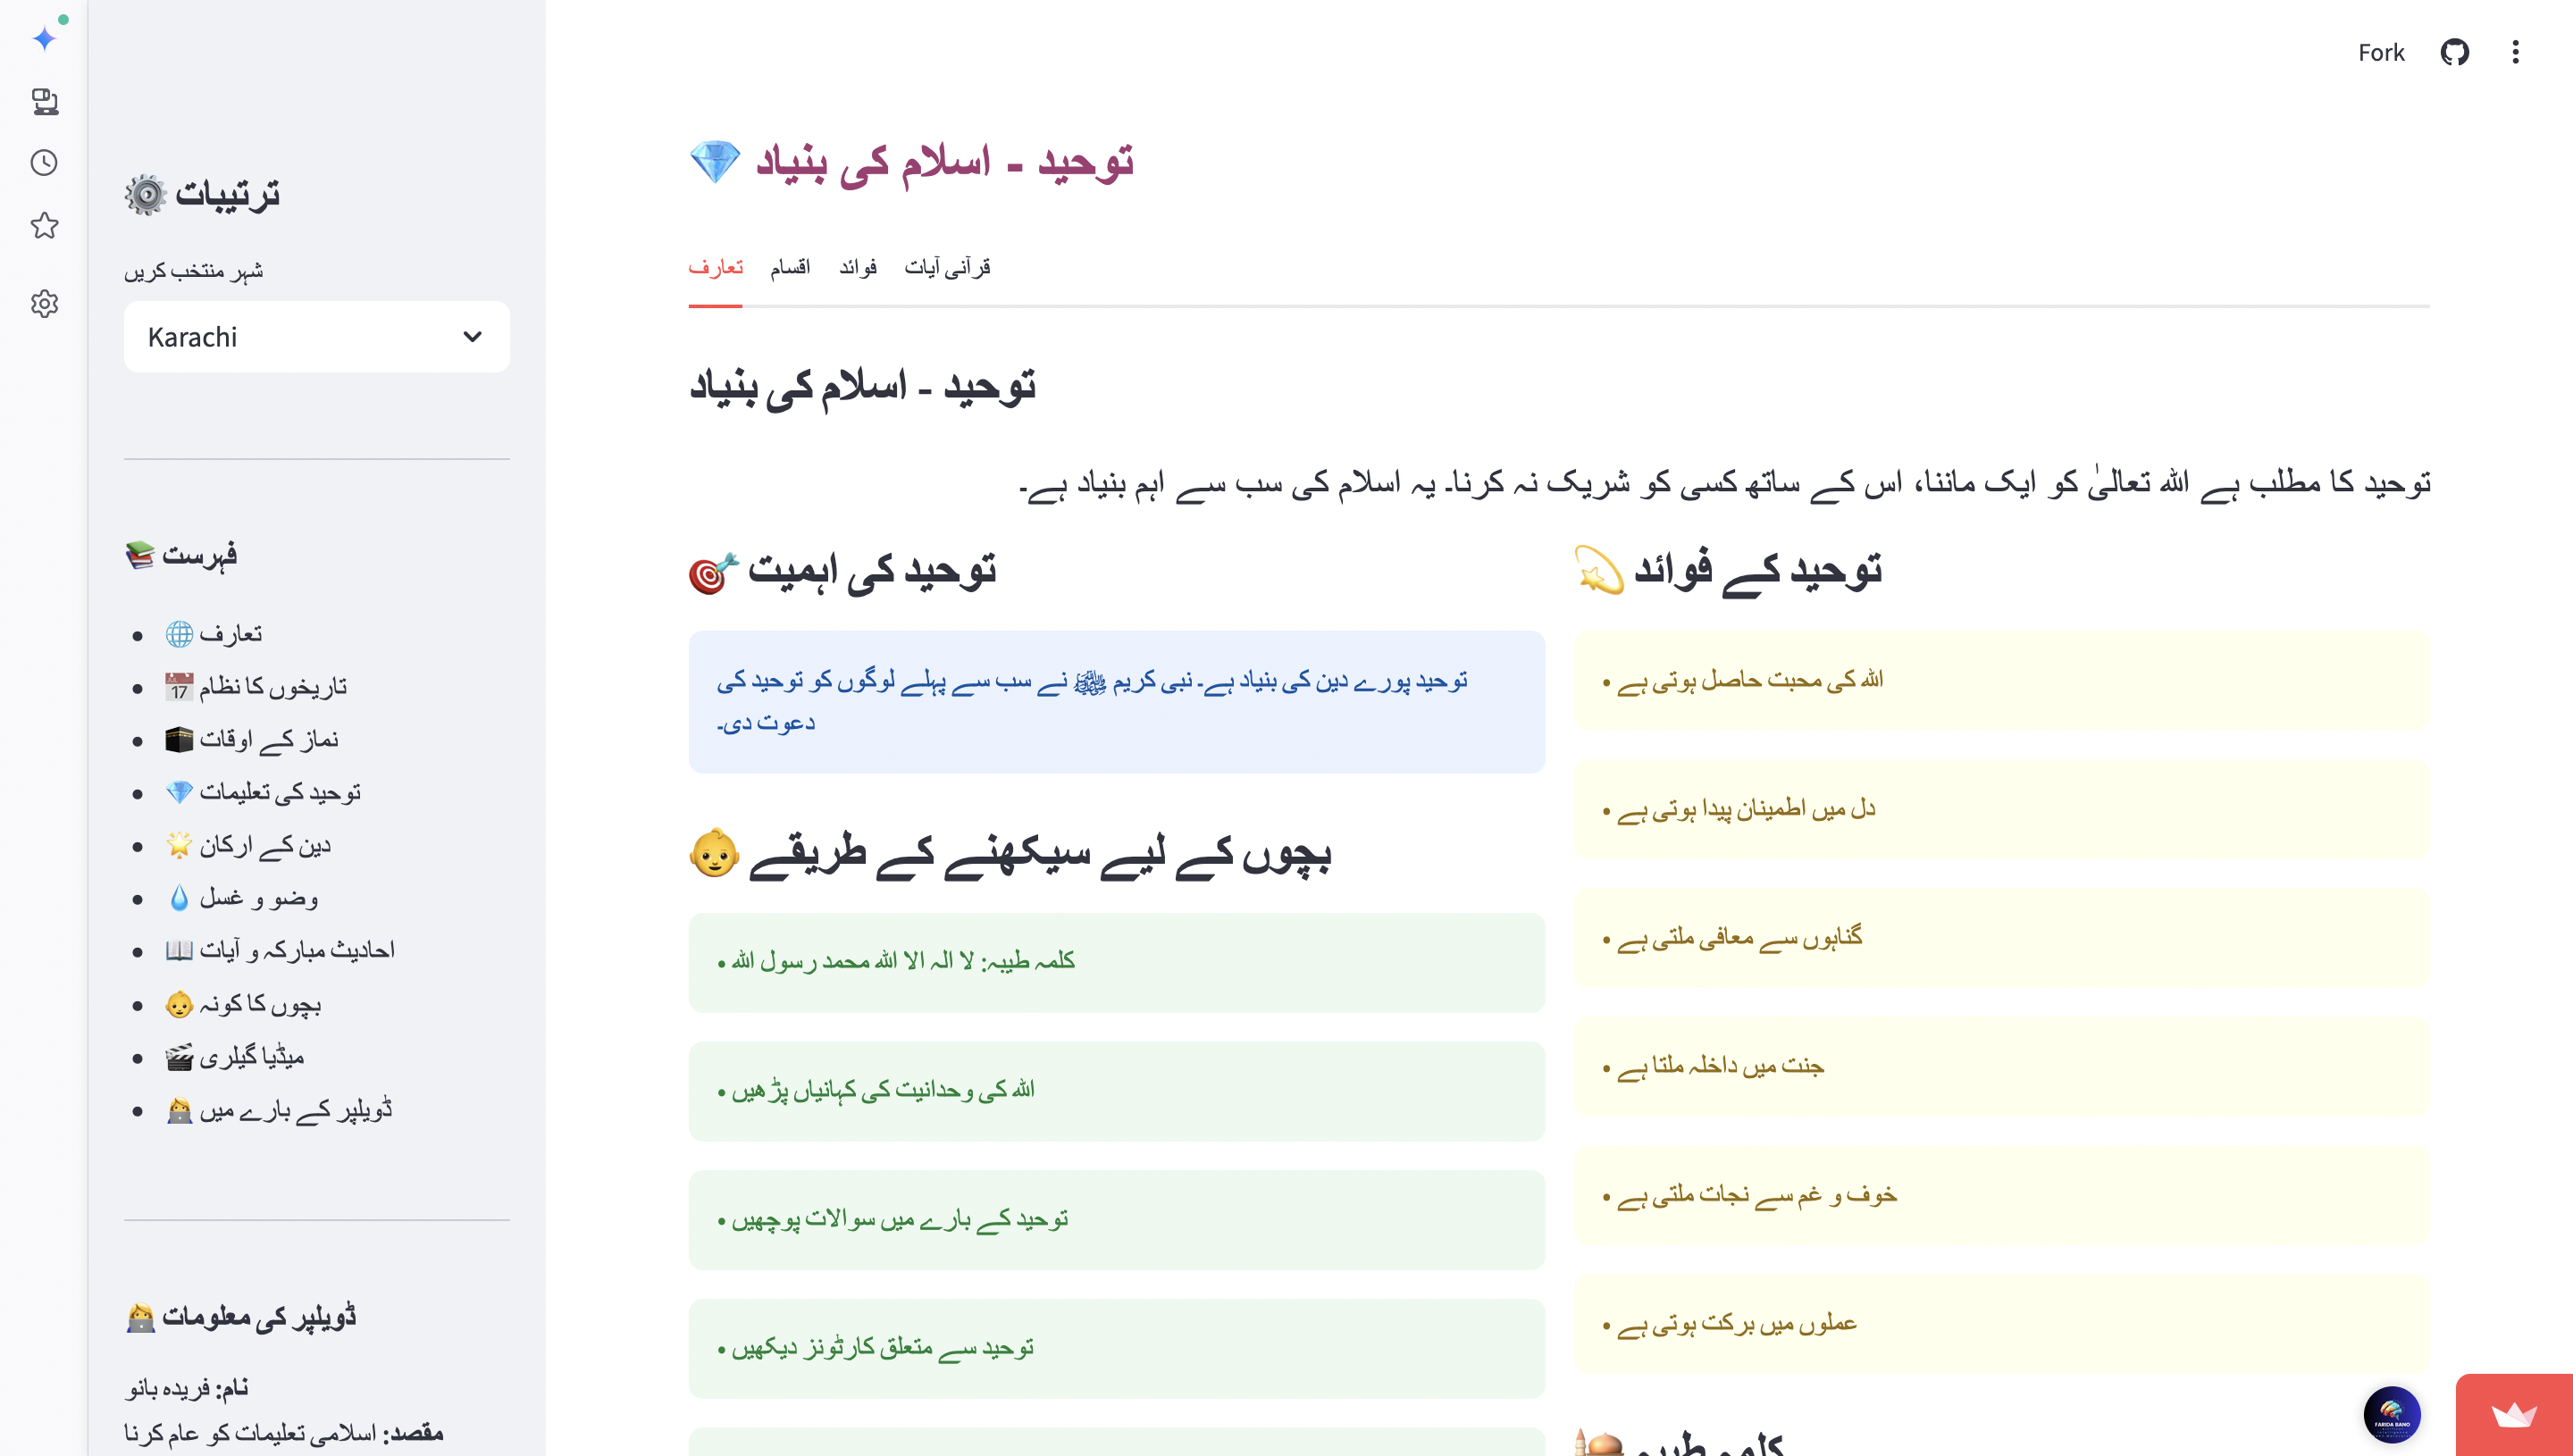 Fork
ترتیبات
شہر منتخب کریں
Karachi
فہرست
تعارف
تاریخوں کا نظام
نماز کے اوقات
توحید کی تعلیمات
دین کے ارکان
وضو و غسل
احادیث مبارکہ و آیات
بچوں کا کونہ
میڈیا گیلری
ڈویلپر کے بارے میں
ڈویلپر کی معلومات
نام: فریدہ بانو
مقصد: اسلامی تعلیمات کو عام کرنا
توحید - اسلام کی بنیاد
تعارف
اقسام
فوائد
قرآنی آیات
توحید - اسلام کی بنیاد
توحید کا مطلب ہے اللہ تعالیٰ کو ایک ماننا، اس کے ساتھ کسی کو شریک نہ کرنا۔ یہ اسلام کی سب سے اہم بنیاد ہے۔
توحید کی اہمیت
توحید پورے دین کی بنیاد ہے۔ نبی کریم ﷺ نے سب سے پہلے لوگوں کو توحید کی
دعوت دی۔
بچوں کے لیے سیکھنے کے طریقے
• کلمہ طیبہ: لا الہ الا اللہ محمد رسول اللہ
• اللہ کی وحدانیت کی کہانیاں پڑھیں
• توحید کے بارے میں سوالات پوچھیں
• توحید سے متعلق کارٹونز دیکھیں
توحید کے فوائد
• اللہ کی محبت حاصل ہوتی ہے
• دل میں اطمینان پیدا ہوتی ہے
• گناہوں سے معافی ملتی ہے
• جنت میں داخلہ ملتا ہے
• خوف و غم سے نجات ملتی ہے
• عملوں میں برکت ہوتی ہے
کلمہ طیبہ
FARIDA BANO